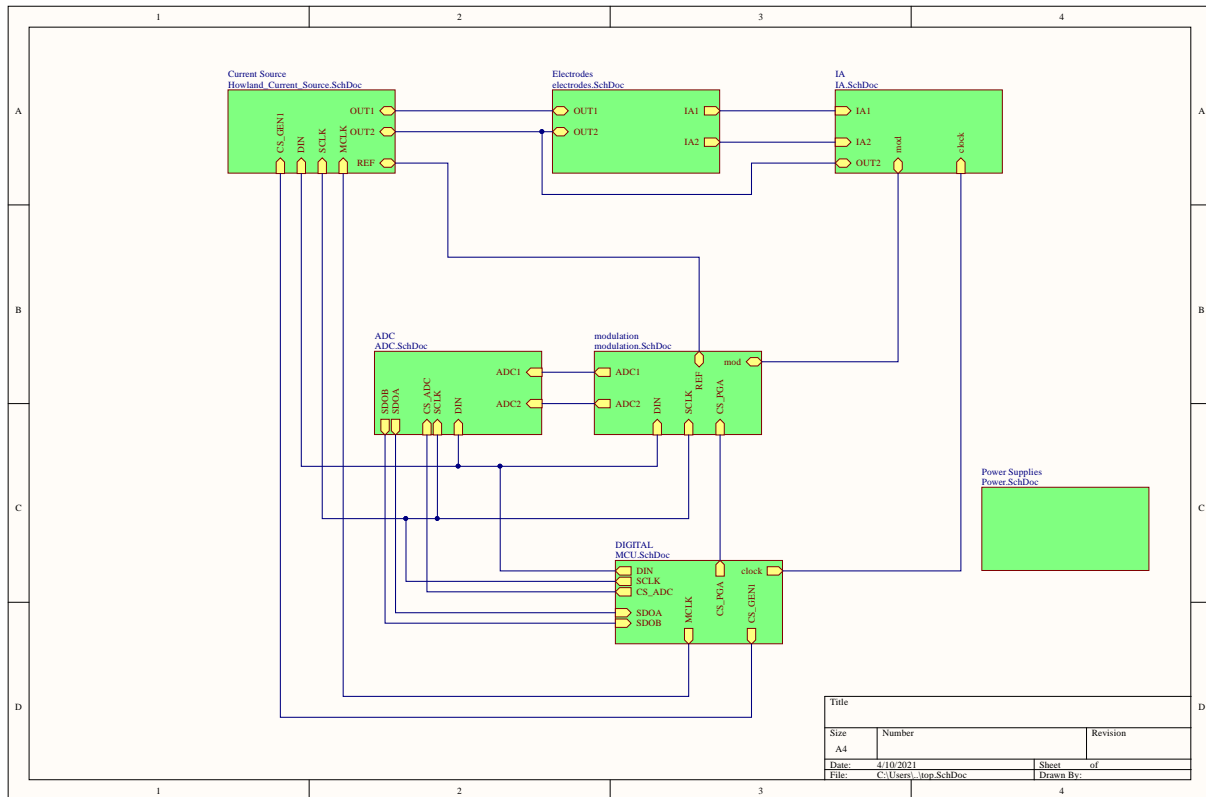 1 2 3 4
A A
B B
C C
D D
1 2 3 4
Current Source
Howland_Current_Source.SchDoc
OUT1
OUT2
REF
CS_GEN1
DIN
SCLK
MCLK
Electrodes
electrodes.SchDoc
OUT1
OUT2
IA1
IA2
IA
IA.SchDoc
IA1
IA2
OUT2
mod
clock
ADC
ADC.SchDoc
ADC1
ADC2
SDOB
SDOA
CS_ADC
SCLK
DIN
modulation
modulation.SchDoc
ADC1
ADC2
DIN
SCLK
REF
CS_PGA
mod
Power Supplies
Power.SchDoc
DIGITAL
MCU.SchDoc
DIN
SCLK
CS_ADC
SDOA
SDOB
MCLK
CS_PGA
CS_GEN1
clock
Title
Size Number Revision
A4
Date: 4/10/2021 Sheet of
File: C:\Users\..\top.SchDoc Drawn By: